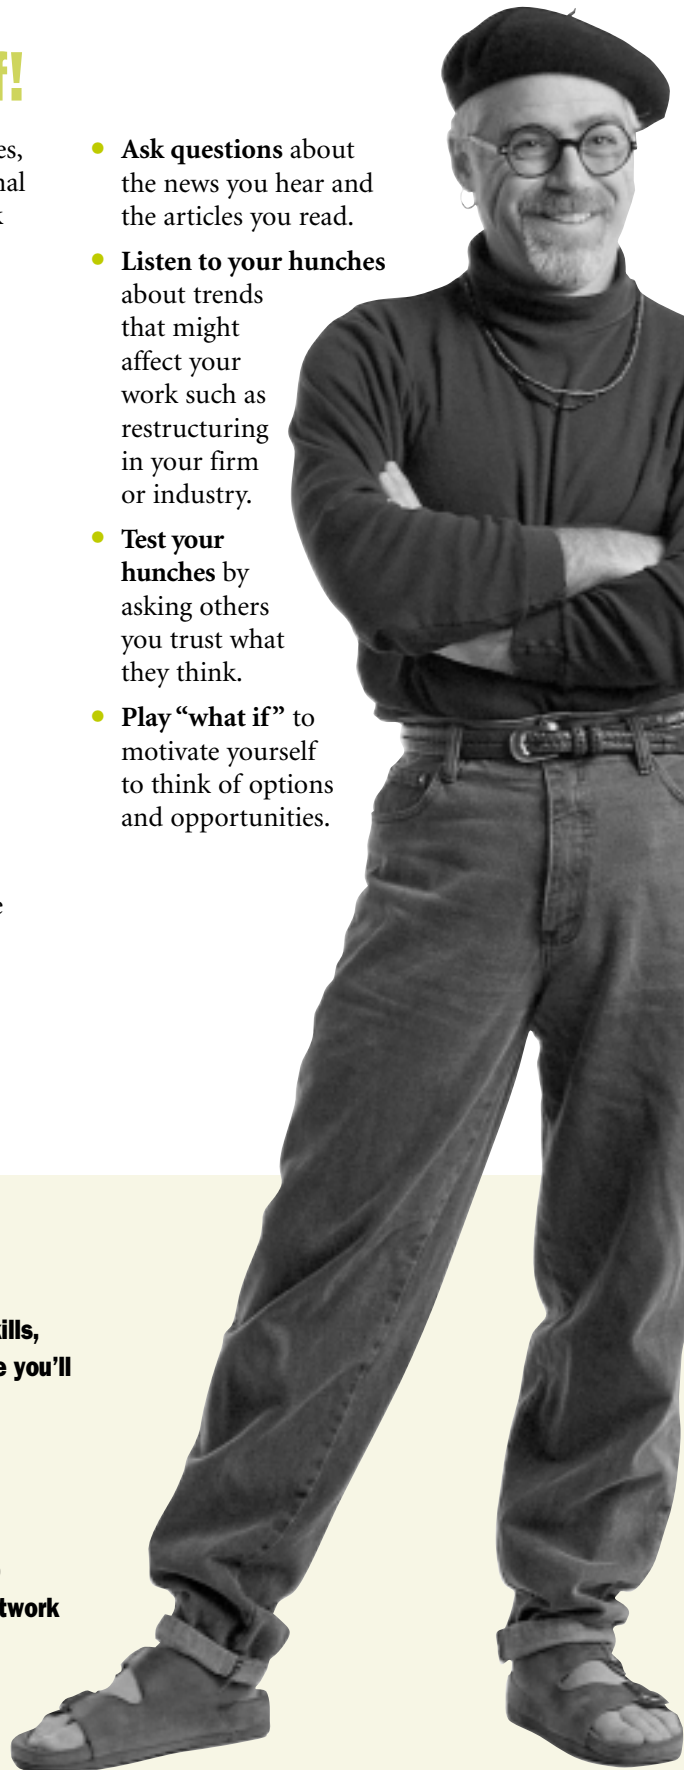 f!
es,
nal
k
• Ask questions about
the news you hear and
the articles you read.
• Listen to your hunches
about trends
that might
affect your
work such as
restructuring
in your firm
or industry.
• Test your
hunches by
asking others
you trust what
they think.
• Play “what if” to
motivate yourself
to think of options
and opportunities.
e
ills,
e you’ll
twork